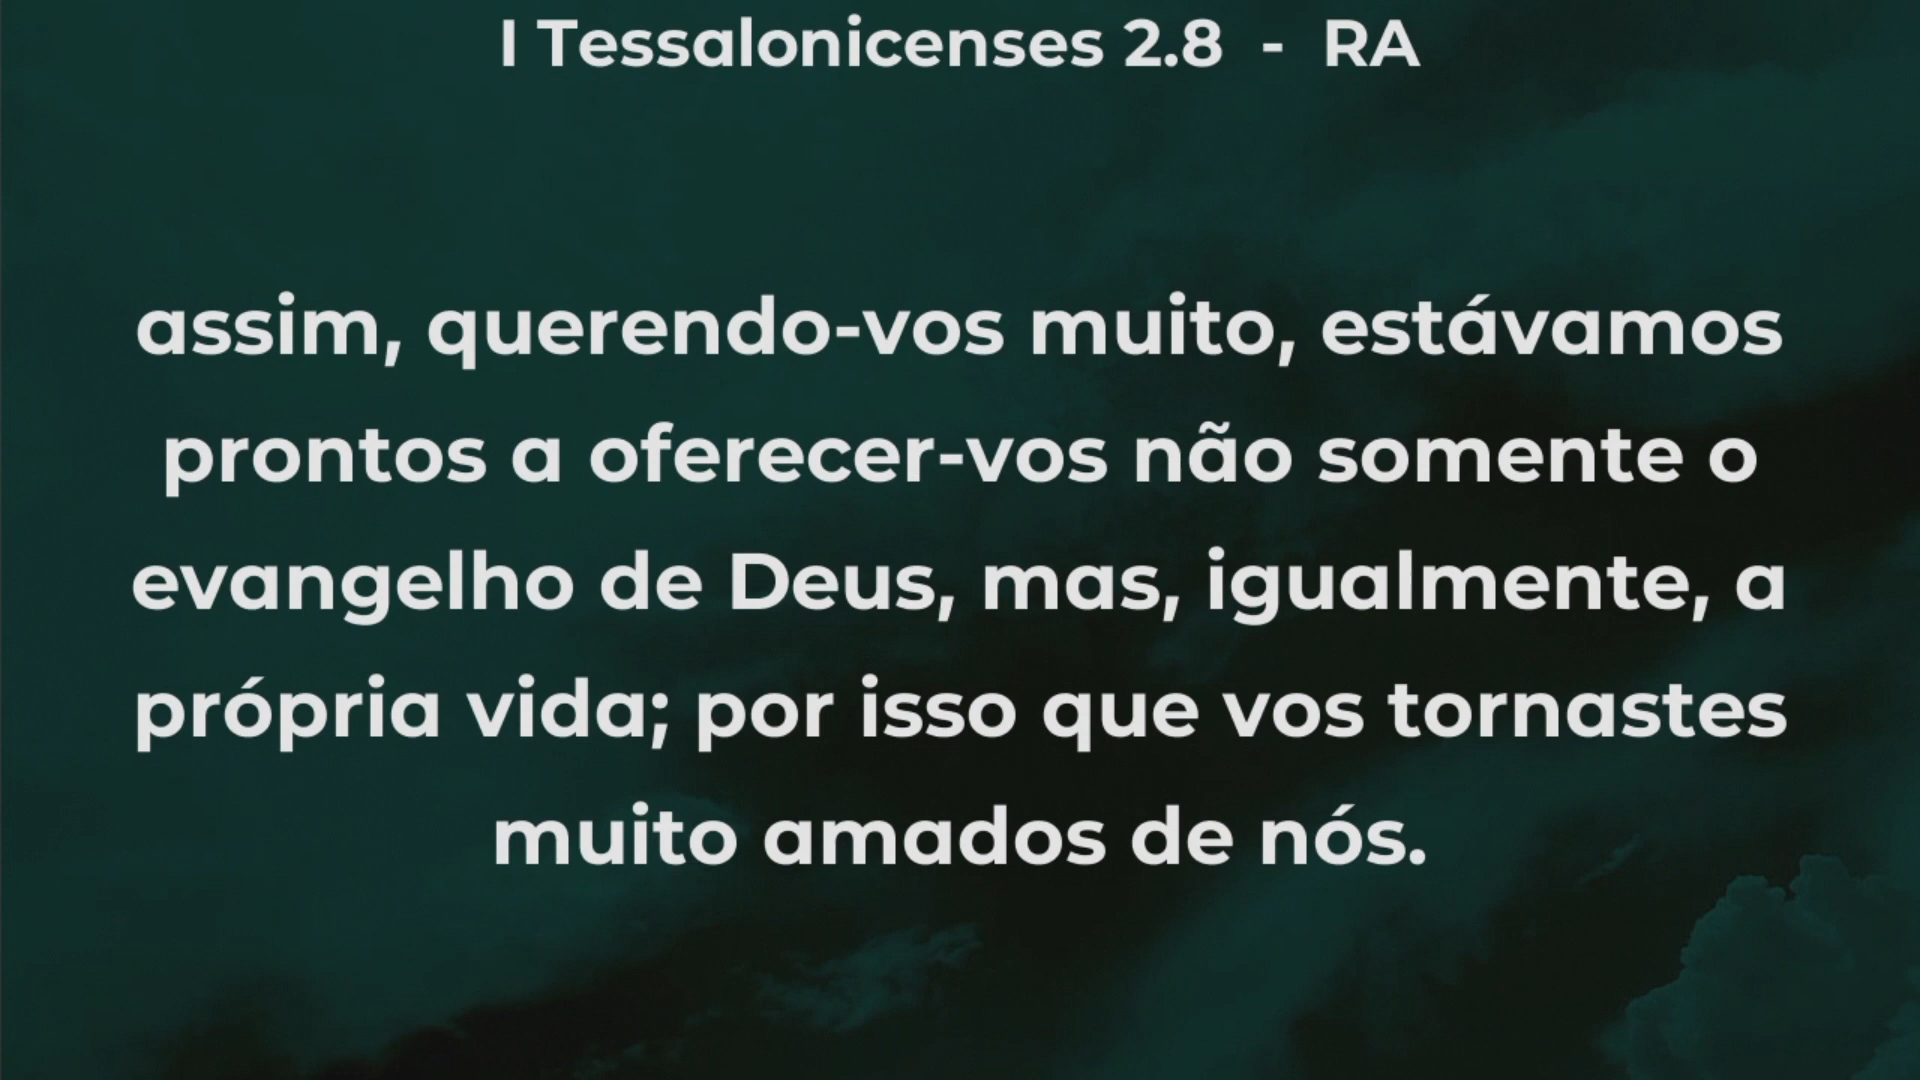 I Tessalonicenses 2.8 - RA
assim, querendo-vos muito, estávamos
prontos a oferecer-vos não somente o
evangelho de Deus, mas, igualmente, a
própria vida; por isso que vos tornastes
muito amados de nós.